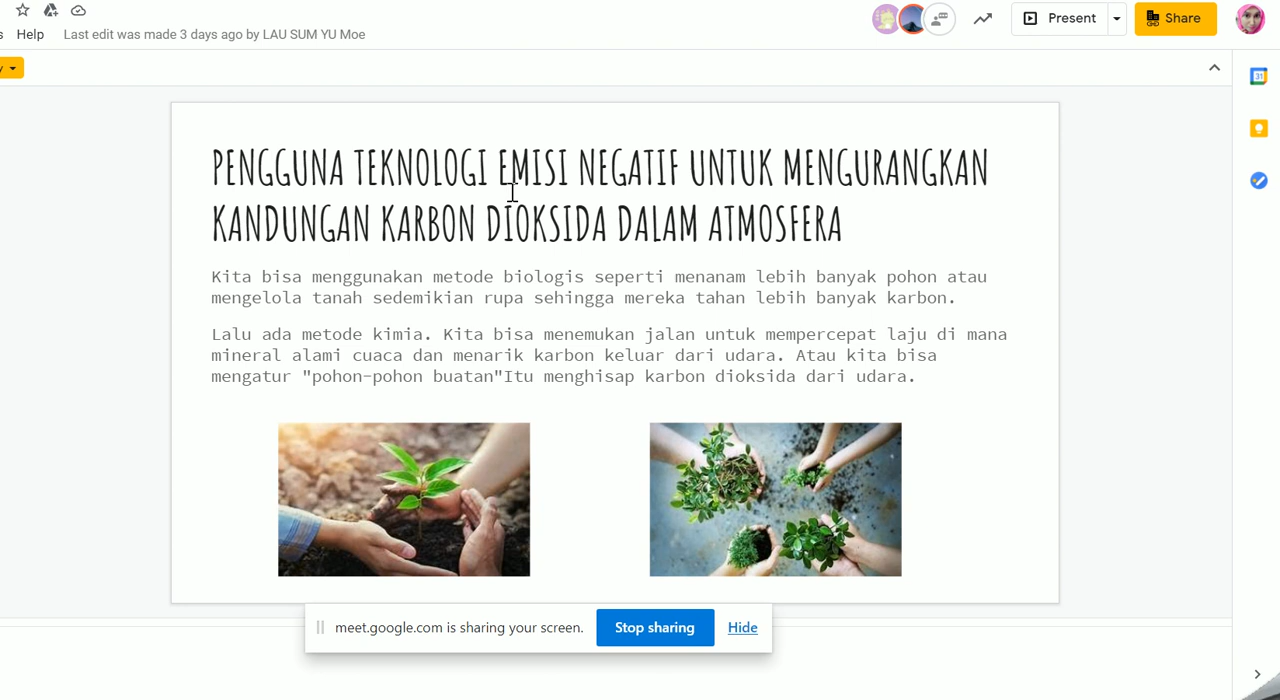 Help Last edit was made 3 days ago by LAU SUM YU Moe
Present
Share
31
PENGGUNA TEKNOLOGI EMISI NEGATIF UNTUK MENGURANGKAN
KANDUNGAN KARBON DIOKSIDA DALAM ATMOSFERA
Kita bisa menggunakan metode biologis seperti menanam lebih banyak pohon atau
mengelola tanah sedemikian rupa sehingga mereka tahan lebih banyak karbon.
Lalu ada metode kimia. Kita bisa menemukan jalan untuk mempercepat laju di mana
mineral alami cuaca dan menarik karbon keluar dari udara. Atau kita bisa
mengatur "pohon-pohon buatan"Itu menghisap karbon dioksida dari udara.
meet.google.com is sharing your screen.
Stop sharing
Hide